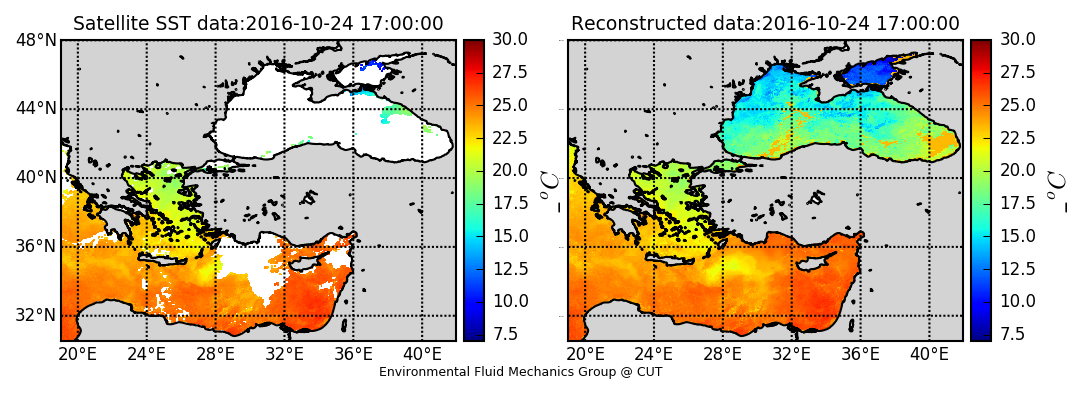 Satellite SST data:2016-10-24 17:00:00
48°N
44°N
40°N
36°N
32°N
20°E 24°E 28°E 32°E 36°E 40°E
30.0
27.5
25.0
22.5
20.0
17.5
15.0
12.5
10.0
7.5
_°C
Reconstructed data:2016-10-24 17:00:00
20°E 24°E 28°E 32°E 36°E 40°E
30.0
27.5
25.0
22.5
20.0
17.5
15.0
12.5
10.0
7.5
_°C
Environmental Fluid Mechanics Group @ CUT